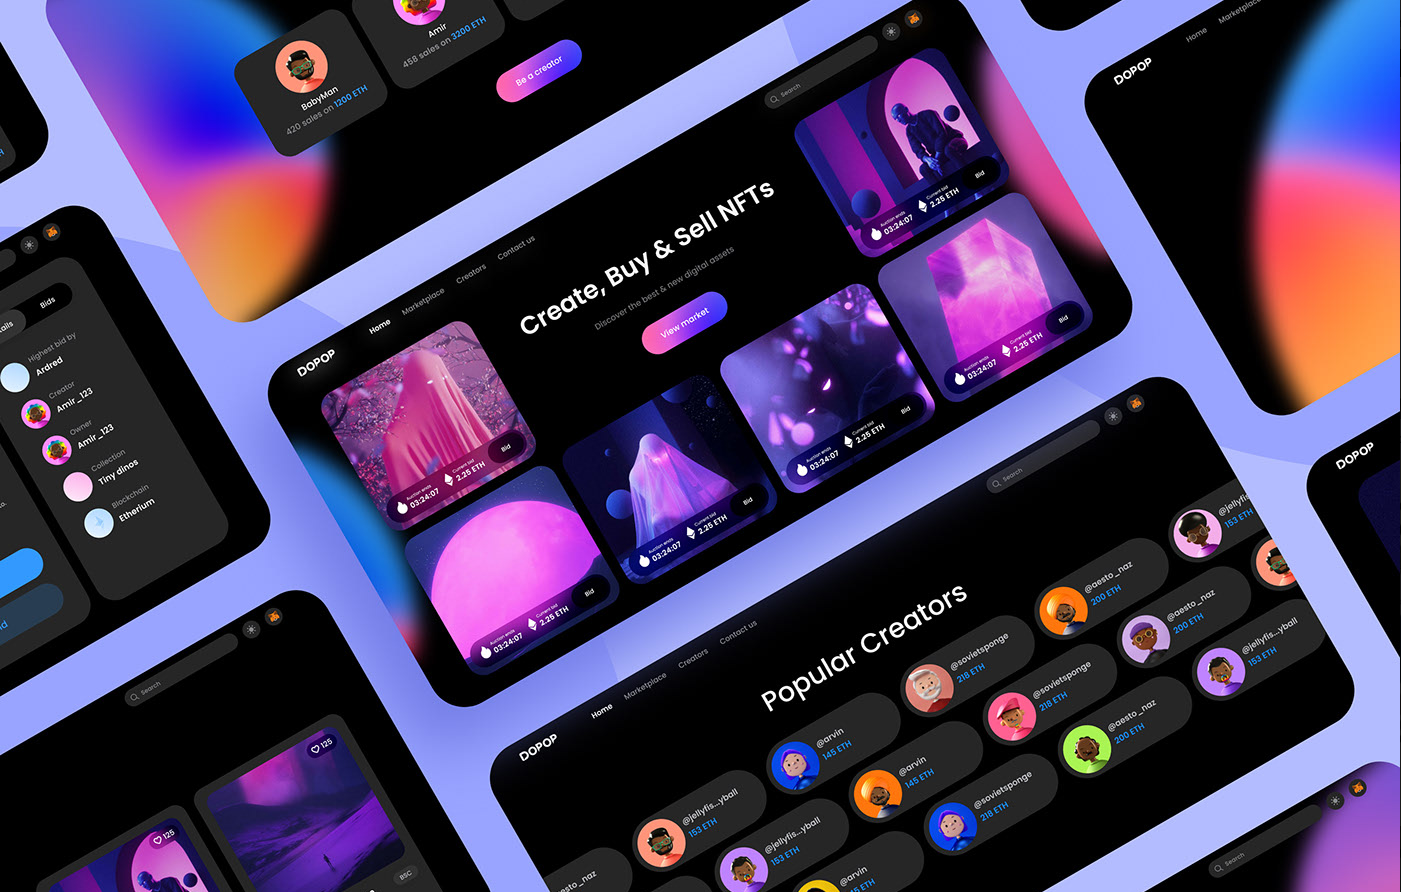 BabyMan
420 sales on 1200 ETH
Amir
458 sales on 3200 ETH
Be a creator
DOPOP
Home
Marketplace
Bids
Highest bid by
Ardred
Creator
Amir_123
Owner
Amir_123
Collection
Tiny dinos
Blockchain
Etherium
DOPOP
Home
Marketplace
Creators
Contact us
Search
Create, Buy & Sell NFTs
Discover the best & new digital assets
View market
Auction ends
03:24:07
Current bid
2.25 ETH
Bid
Auction ends
03:24:07
Current bid
2.25 ETH
Bid
Auction ends
03:24:07
Current bid
2.25 ETH
Bid
Auction ends
03:24:07
Current bid
2.25 ETH
Bid
Auction ends
03:24:07
Current bid
2.25 ETH
Bid
Auction ends
03:24:07
Current bid
2.25 ETH
Bid
DOPOP
Home
Marketplace
Creators
Contact us
Search
Popular Creators
@jellyfis...yball
153 ETH
@arvin
145 ETH
@sovietsponge
218 ETH
@aesto_naz
200 ETH
@jellyfis
153 ETH
@jellyfis...yball
153 ETH
@arvin
145 ETH
@sovietsponge
218 ETH
@aesto_naz
200 ETH
@arvin
@sovietsponge
218 ETH
@aesto_naz
200 ETH
@jellyfis...yball
153 ETH
DOPOP
Search
125
125
BSC
Search